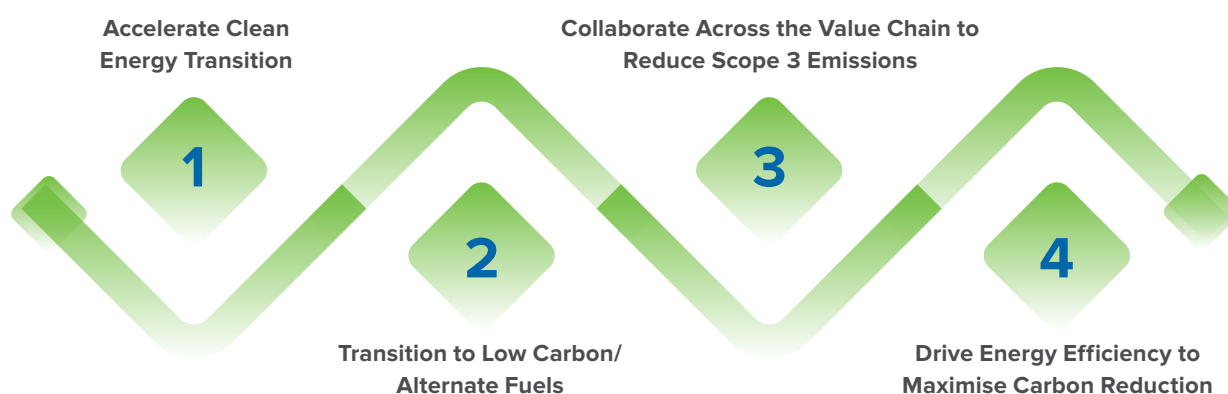 Accelerate Clean
Energy Transition
1
2
Transition to Low Carbon/
Alternate Fuels
Collaborate Across the Value Chain to
Reduce Scope 3 Emissions
3
4
Drive Energy Efficiency to
Maximise Carbon Reduction